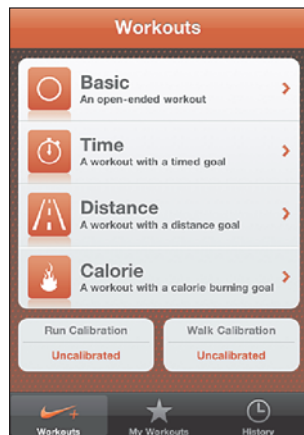 Workouts
Basic
An open-ended workout
Time
A workout with a timed goal
Distance
A workout with a distance goal
Calorie
A workout with a calorie burning goal
Run Calibration
Uncalibrated
Walk Calibration
Uncalibrated
Workouts
My Workouts
History